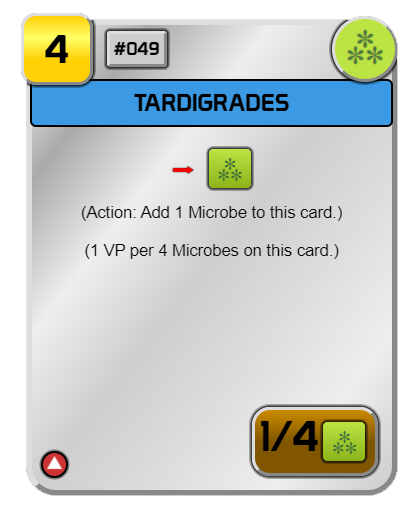 4
#049
TARDIGRADES
(Action: Add 1 Microbe to this card.)
(1 VP per 4 Microbes on this card.)
1/4